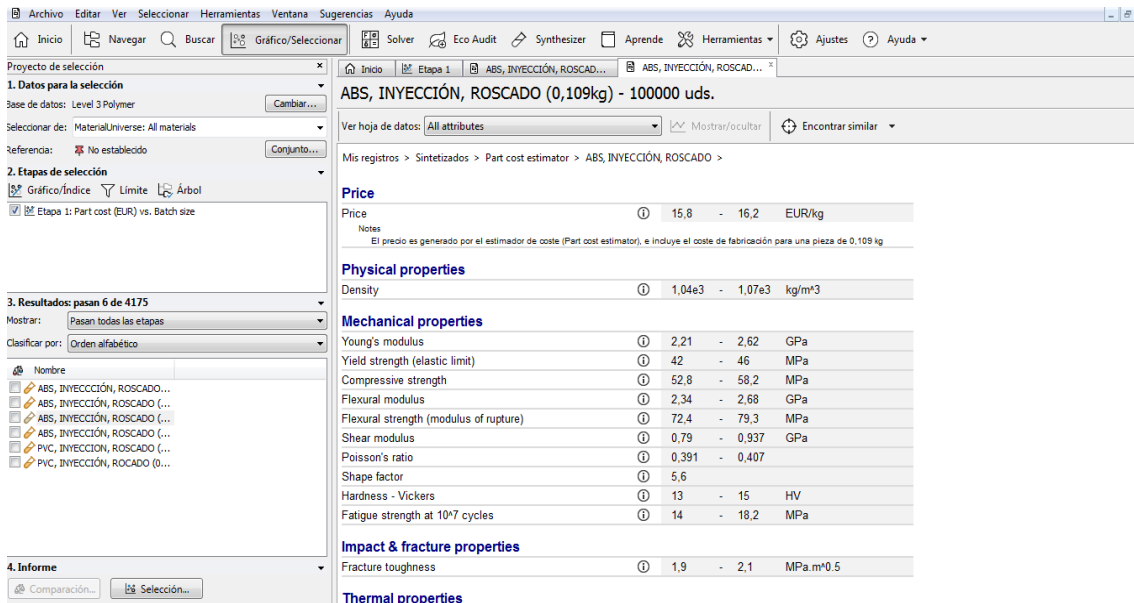 Archivo Editar Ver Seleccionar Herramientas Ventana Sugerencias Ayuda
Inicio Navegar Buscar Gráfico/Seleccionar Solver Eco Audit Synthesizer Aprende Herramientas Ajustes Ayuda
Proyecto de selección
1. Datos para la selección
Base de datos: Level 3 Polymer Cambiar...
Seleccionar de: MaterialUniverse: All materials
Referencia: No establecido Conjunto...
2. Etapas de selección
Gráfico/Índice Límite Árbol
Etapa 1: Part cost (EUR) vs. Batch size
3. Resultados: pasan 6 de 4175
Mostrar: Pasan todas las etapas
Clasificar por: Orden alfabético
Nombre
ABS, INYECCCIÓN, ROSCADO...
ABS, INYECCIÓN, ROSCADO (...
ABS, INYECCIÓN, ROSCADO (...
ABS, INYECCIÓN, ROSCADO (...
PVC, INYECCION, ROSCADO (...
PVC, INYECCIÓN, ROCADO (0...
4. Informe
Comparación... Selección...
Inicio Etapa 1 ABS, INYECCIÓN, ROSCAD... ABS, INYECCIÓN, ROSCAD... x
ABS, INYECCIÓN, ROSCADO (0,109kg) - 100000 uds.
Ver hoja de datos: All attributes Mostrar/ocultar Encontrar similar
Mis registros > Sintetizados > Part cost estimator > ABS, INYECCIÓN, ROSCADO >
Price
Price 15,8 - 16,2 EUR/kg
Notes
El precio es generado por el estimador de coste (Part cost estimator), e incluye el coste de fabricación para una pieza de 0,109 kg
Physical properties
Density 1,04e3 - 1,07e3 kg/m^3
Mechanical properties
Young's modulus 2,21 - 2,62 GPa
Yield strength (elastic limit) 42 - 46 MPa
Compressive strength 52,8 - 58,2 MPa
Flexural modulus 2,34 - 2,68 GPa
Flexural strength (modulus of rupture) 72,4 - 79,3 MPa
Shear modulus 0,79 - 0,937 GPa
Poisson's ratio 0,391 - 0,407
Shape factor 5,6
Hardness - Vickers 13 - 15 HV
Fatigue strength at 10^7 cycles 14 - 18,2 MPa
Impact & fracture properties
Fracture toughness 1,9 - 2,1 MPa.m^0.5
Thermal properties